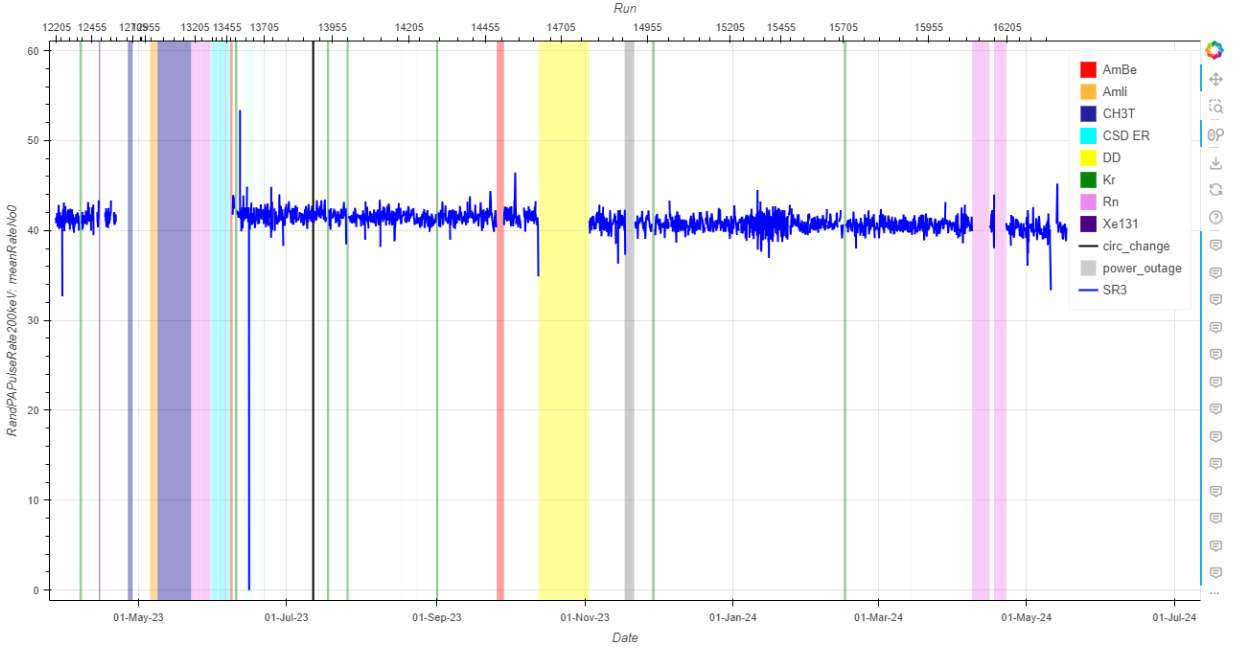 Run
12205 12455 12955 13205 13455 13705 13955 14205 14455 14705 14955 15205 15455 15705 15955 16205
60
50
40
30
20
10
0
RandPAPulseRate200keV: meanRateNo0
01-May-23 01-Jul-23 01-Sep-23 01-Nov-23 01-Jan-24 01-Mar-24 01-May-24 01-Jul-24
Date
AmBe
Amli
CH3T
CSD ER
DD
Kr
Rn
Xe131
circ_change
power_outage
SR3